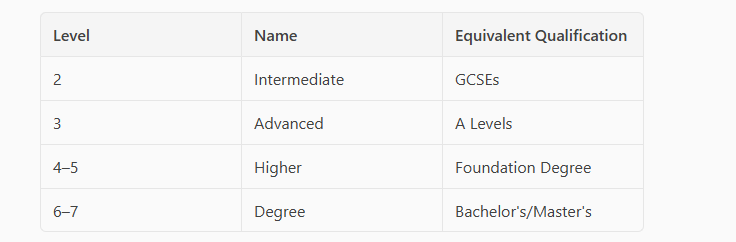 Level Name Equivalent Qualification
2 Intermediate GCSEs
3 Advanced A Levels
4–5 Higher Foundation Degree
6–7 Degree Bachelor's/Master's